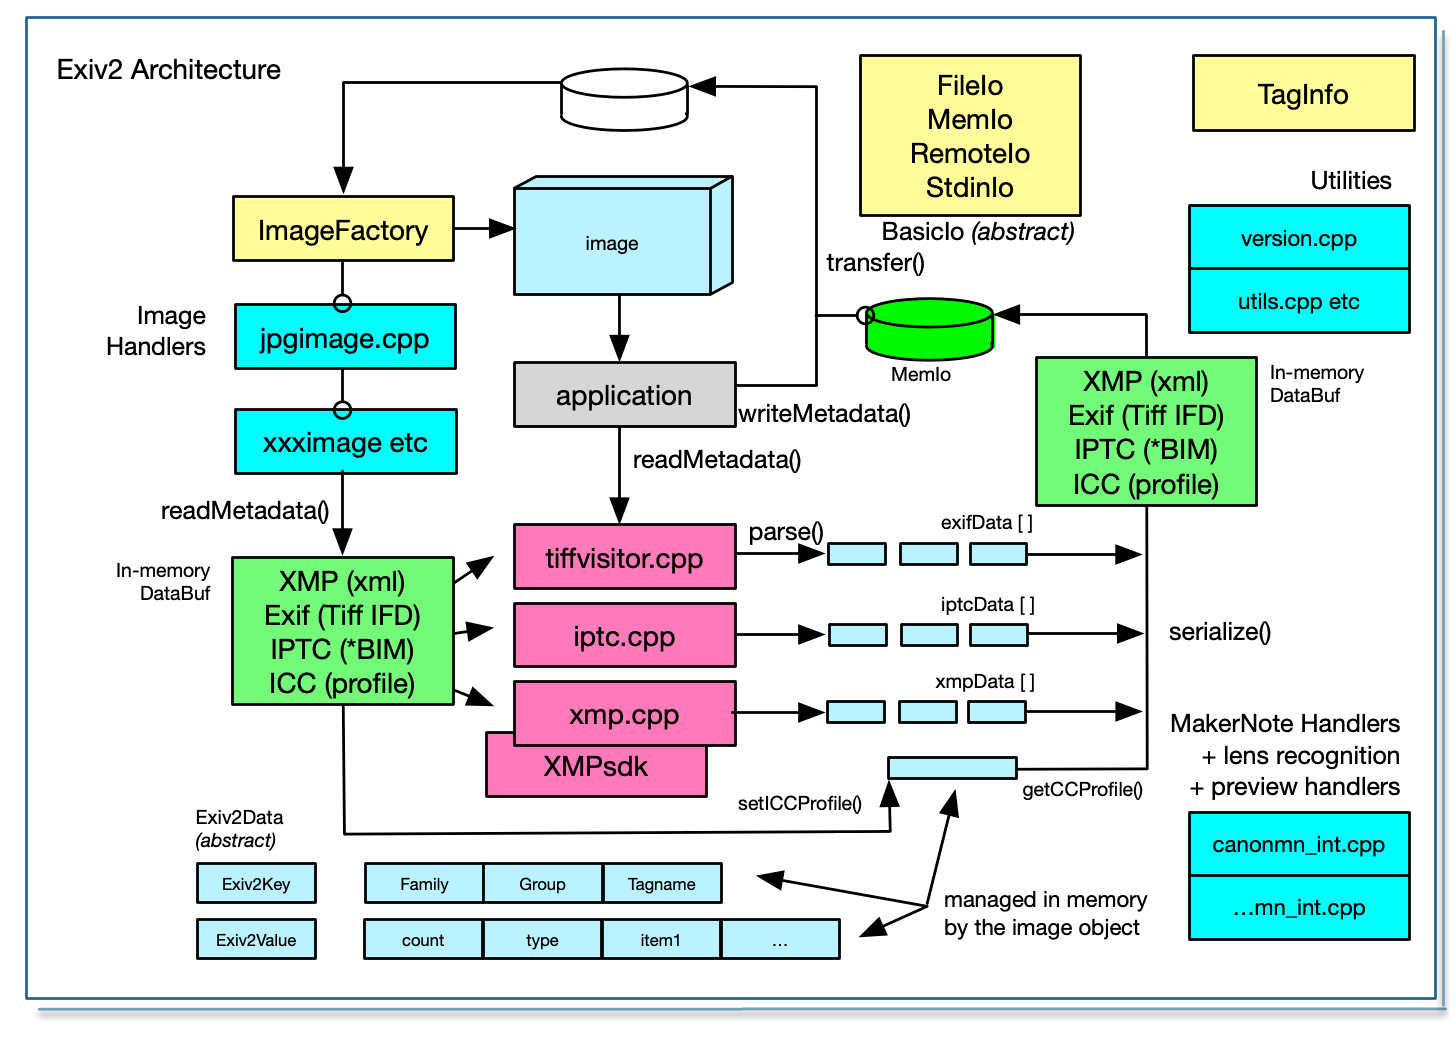 Exiv2 Architecture
FileIo
MemIo
RemoteIo
StdinIo
BasicIo (abstract)
TagInfo
Utilities
version.cpp
utils.cpp etc
ImageFactory
image
transfer()
Image
Handlers
jpgimage.cpp
xxximage etc
application
writeMetadata()
readMetadata()
MemIo
XMP (xml)
Exif (Tiff IFD)
IPTC (*BIM)
ICC (profile)
In-memory
DataBuf
readMetadata()
In-memory
DataBuf
XMP (xml)
Exif (Tiff IFD)
IPTC (*BIM)
ICC (profile)
tiffvisitor.cpp
parse()
exifData [ ]
iptc.cpp
iptcData [ ]
serialize()
xmp.cpp
xmpData [ ]
XMPsdk
setICCProfile()
getCCProfile()
MakerNote Handlers
+ lens recognition
+ preview handlers
canonmn_int.cpp
...mn_int.cpp
Exiv2Data
(abstract)
Exiv2Key
Family
Group
Tagname
Exiv2Value
count
type
item1
...
managed in memory
by the image object